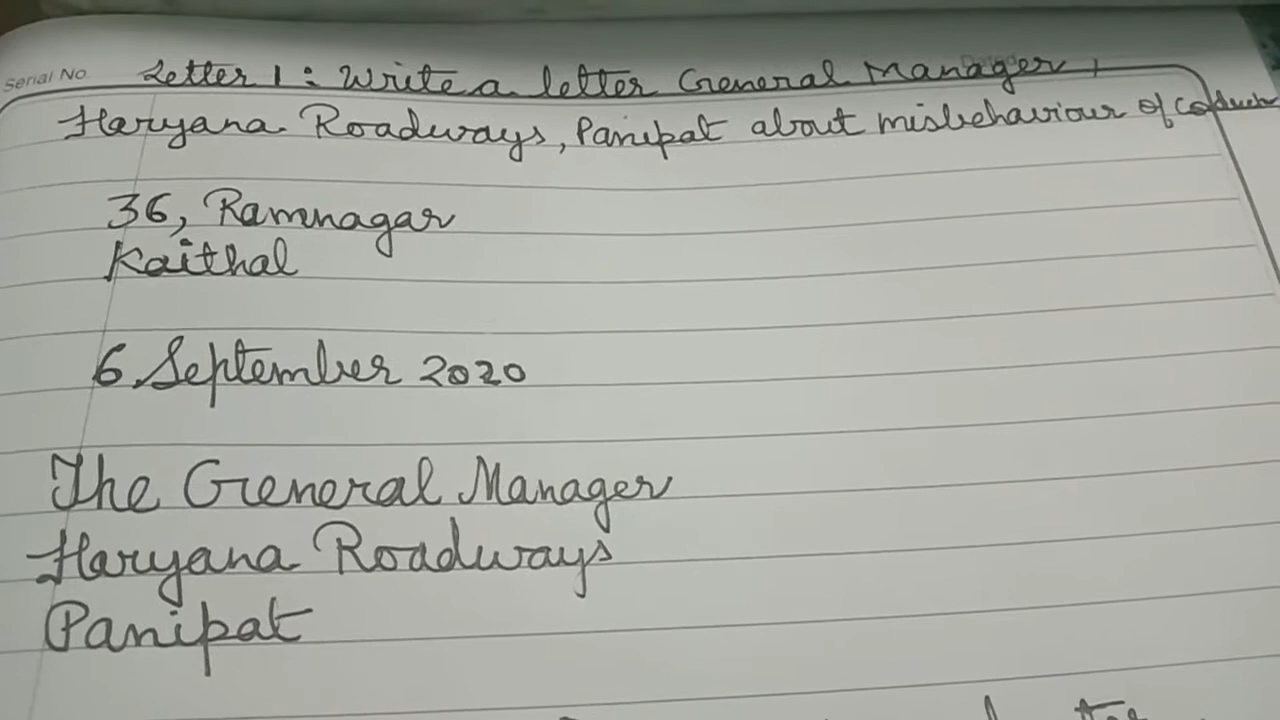 Serial No
Letter 1 : Write a letter General Manager,
Haryana Roadways, Panipat about misbehaviour of
36, Ramnagar
Kaithal
6 September 2020
The General Manager
Haryana Roadways
Panipat